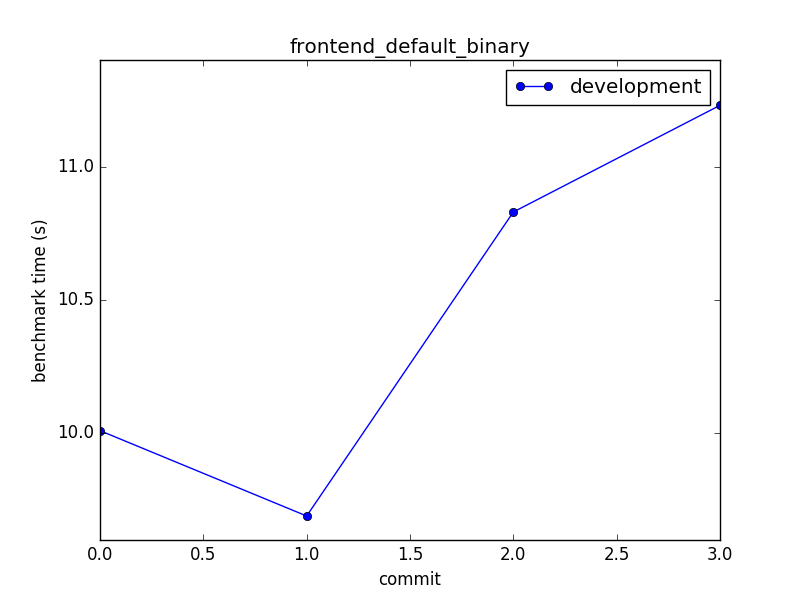 frontend_default_binary
development
11.0
10.5
10.0
benchmark time (s)
0.0 0.5 1.0 1.5 2.0 2.5 3.0
commit